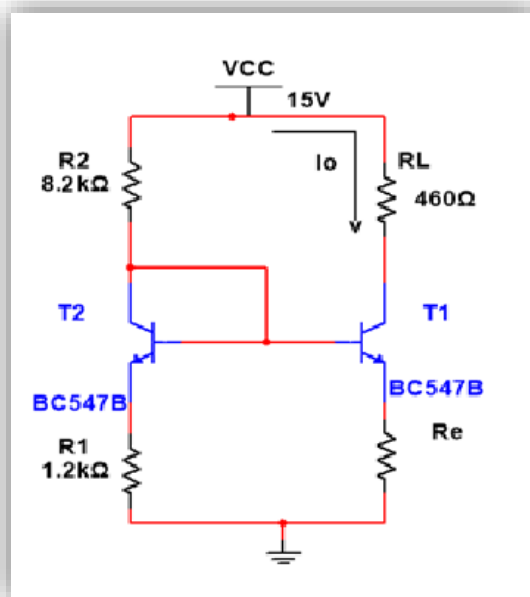 VCC
15V
R2
8.2kΩ
Io
RL
460Ω
T2
T1
BC547B
BC547B
R1
1.2kΩ
Re